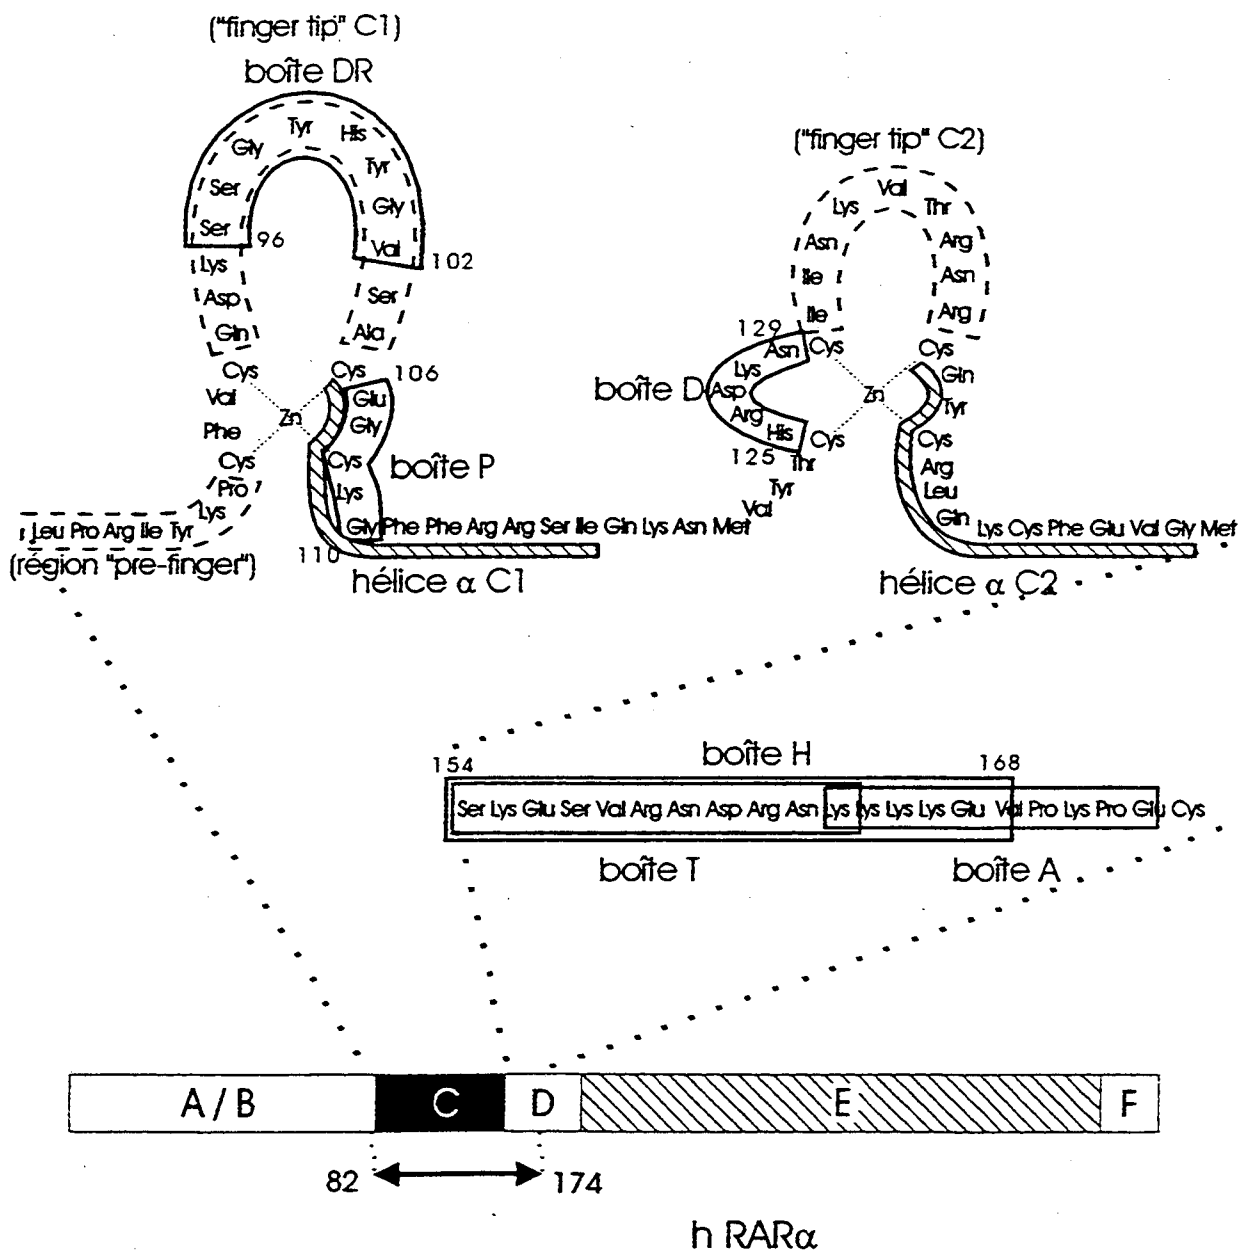 ("finger tip" C1)
boîte DR
Tyr
Gly
His
Ser
Tyr
Ser
Gly
96
Val
102
Lys
Ser
Asp
Ala
Gln
Cys
Cys
106
Val
Zn
Glu
Phe
Gly
Cys
Cys
boîte P
Pro
Lys
Lys
Leu Pro Arg Ile Tyr
Gly Phe Phe Arg Arg Ser Ile Gln Lys Asn Met
(région "pre-finger")
110
hélice α C1
("finger tip" C2)
Val
Lys
Thr
Asn
Arg
Ile
Asn
Ile
Arg
129
Asn
Cys
Cys
Lys
Gln
boîte D
Asp
Zn
Tyr
Arg
His
Cys
Cys
125
Thr
Arg
Tyr
Leu
Val
Gln
Lys Cys Phe Glu Val Gly Met
hélice α C2
boîte H
154
168
Ser Lys Glu Ser Val Arg Asn Asp Arg Asn Lys Lys Lys Lys Glu Val Pro Lys Pro Glu Cys
boîte T
boîte A
A / B
C
D
E
F
82
174
h RARα